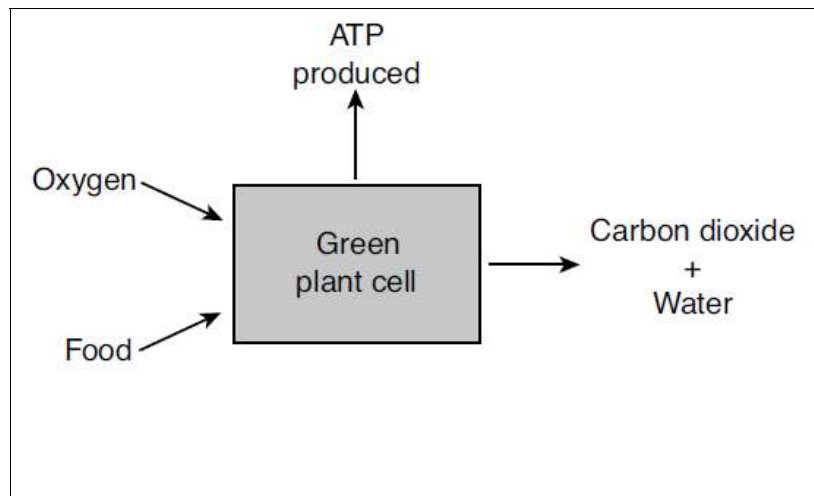 ATP
produced
Oxygen
Green
plant cell
Carbon dioxide
+
Water
Food